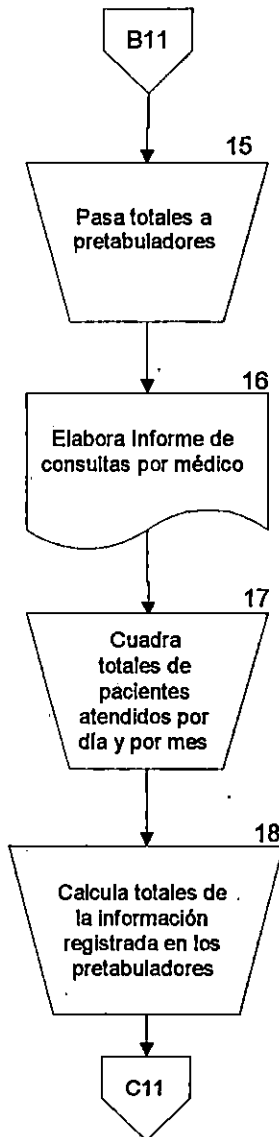 B11
15
Pasa totales a
pretabuladores
16
Elabora Informe de
consultas por médico
17
Cuadra
totales de
pacientes
atendidos por
día y por mes
18
Calcula totales de
la información
registrada en los
pretabuladores
C11